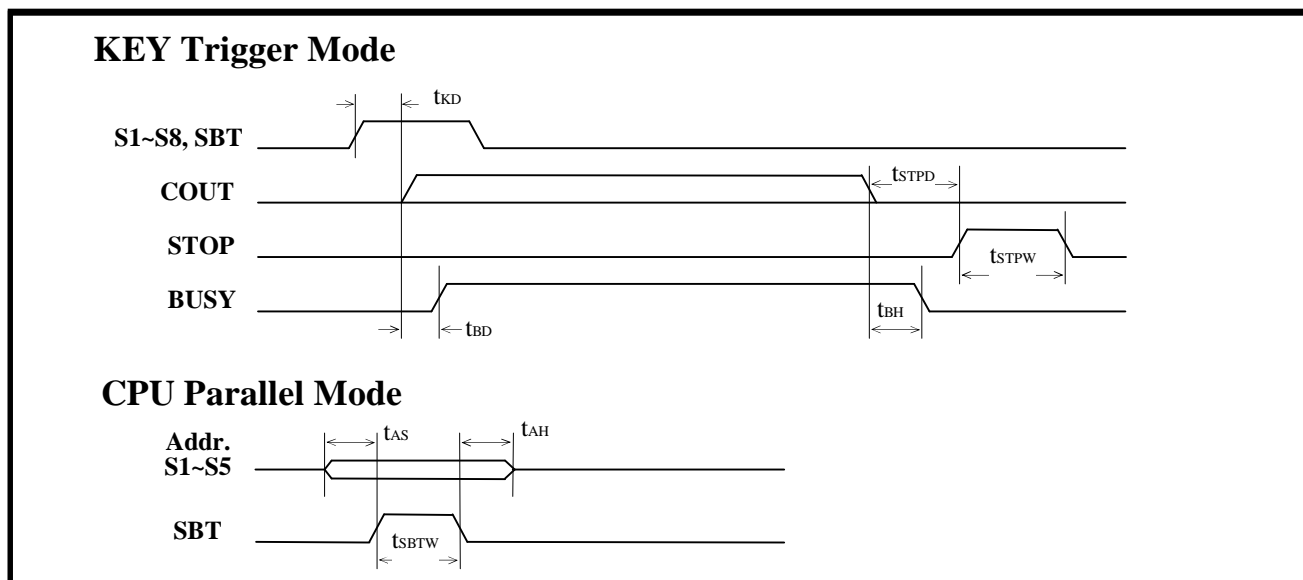 KEY Trigger Mode
tKD
S1~S8, SBT
COUT
tSTPD
STOP
tSTPW
BUSY
tBD
tBH
CPU Parallel Mode
Addr.
S1~S5
tAS
tAH
SBT
tSBTW